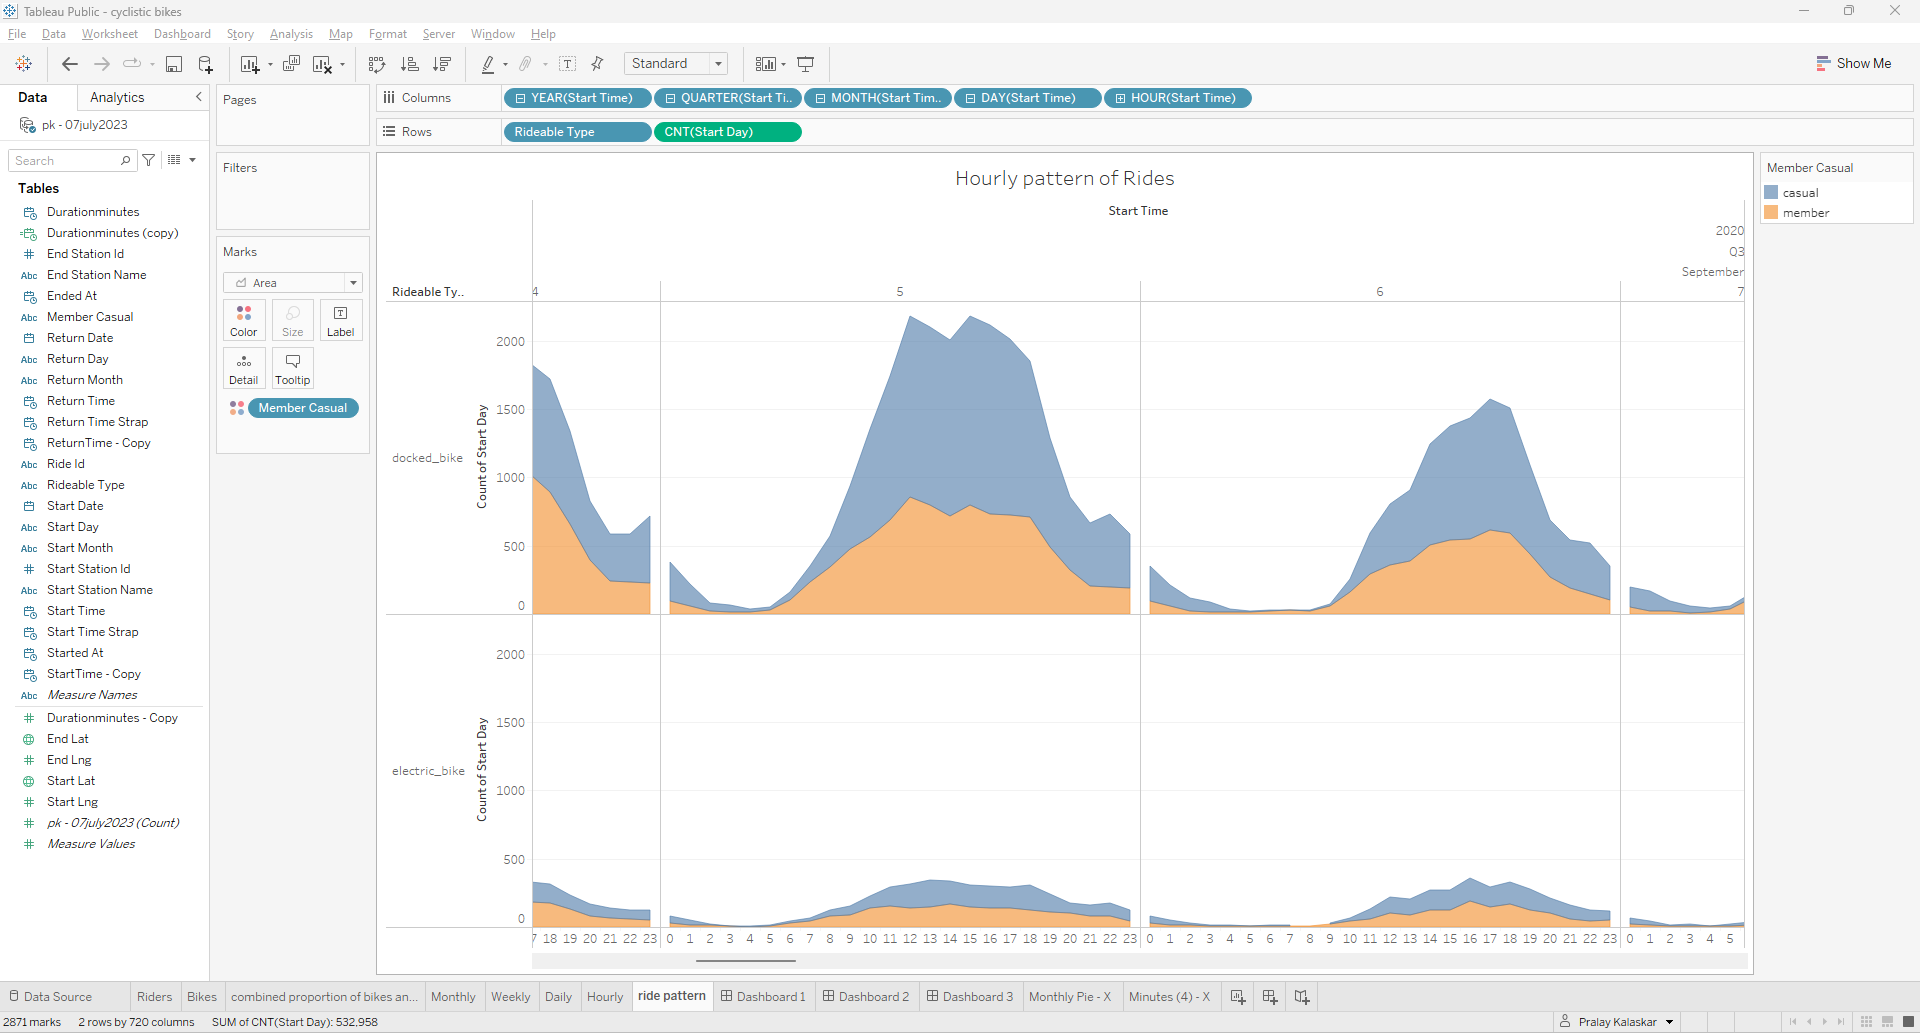 Tableau Public - cyclistic bikes
File Data Worksheet Dashboard Story Analysis Map Format Server Window Help
Standard
Show Me
Data Analytics
pk - 07july2023
Search
Tables
Durationminutes
Durationminutes (copy)
End Station Id
Abc End Station Name
Ended At
Abc Member Casual
Return Date
Abc Return Day
Abc Return Month
Return Time
Return Time Strap
ReturnTime - Copy
Abc Ride Id
Abc Rideable Type
Start Date
Abc Start Day
Abc Start Month
Start Station Id
Abc Start Station Name
Start Time
Start Time Strap
Started At
StartTime - Copy
Abc Measure Names
Durationminutes - Copy
End Lat
End Lng
Start Lat
Start Lng
pk - 07july2023 (Count)
Measure Values
Pages
Filters
Marks
Area
Color Size Label
Detail Tooltip
Member Casual
Columns YEAR(Start Time) QUARTER(Start Ti.. MONTH(Start Tim.. DAY(Start Time) HOUR(Start Time)
Rows Rideable Type CNT(Start Day)
Hourly pattern of Rides
Start Time
2020
Q3
September
Rideable Ty.. 4 5 6 7
docked_bike
Count of Start Day
2000
1500
1000
500
0
electric_bike
Count of Start Day
2000
1500
1000
500
0
7 18 19 20 21 22 23 0 1 2 3 4 5 6 7 8 9 10 11 12 13 14 15 16 17 18 19 20 21 22 23 0 1 2 3 4 5 6 7 8 9 10 11 12 13 14 15 16 17 18 19 20 21 22 23 0 1 2 3 4 5
Member Casual
casual
member
Data Source Riders Bikes combined proportion of bikes an... Monthly Weekly Daily Hourly ride pattern Dashboard 1 Dashboard 2 Dashboard 3 Monthly Pie - X Minutes (4) - X
2871 marks 2 rows by 720 columns SUM of CNT(Start Day): 532,958 Pralay Kalaskar